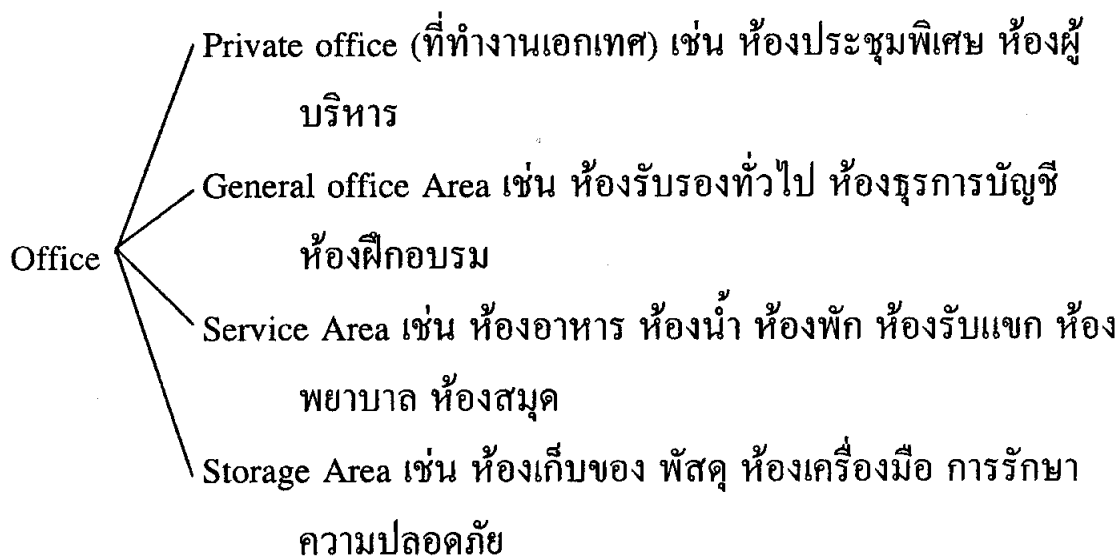 Private office (ที่ทำงานเอกเทศ) เช่น ห้องประชุมพิเศษ ห้องผู้
บริหาร
General office Area เช่น ห้องรับรองทั่วไป ห้องธุรการบัญชี
Office
ห้องฝึกอบรม
Service Area เช่น ห้องอาหาร ห้องน้ำ ห้องพัก ห้องรับแขก ห้อง
พยาบาล ห้องสมุด
Storage Area เช่น ห้องเก็บของ พัสดุ ห้องเครื่องมือ การรักษา
ความปลอดภัย